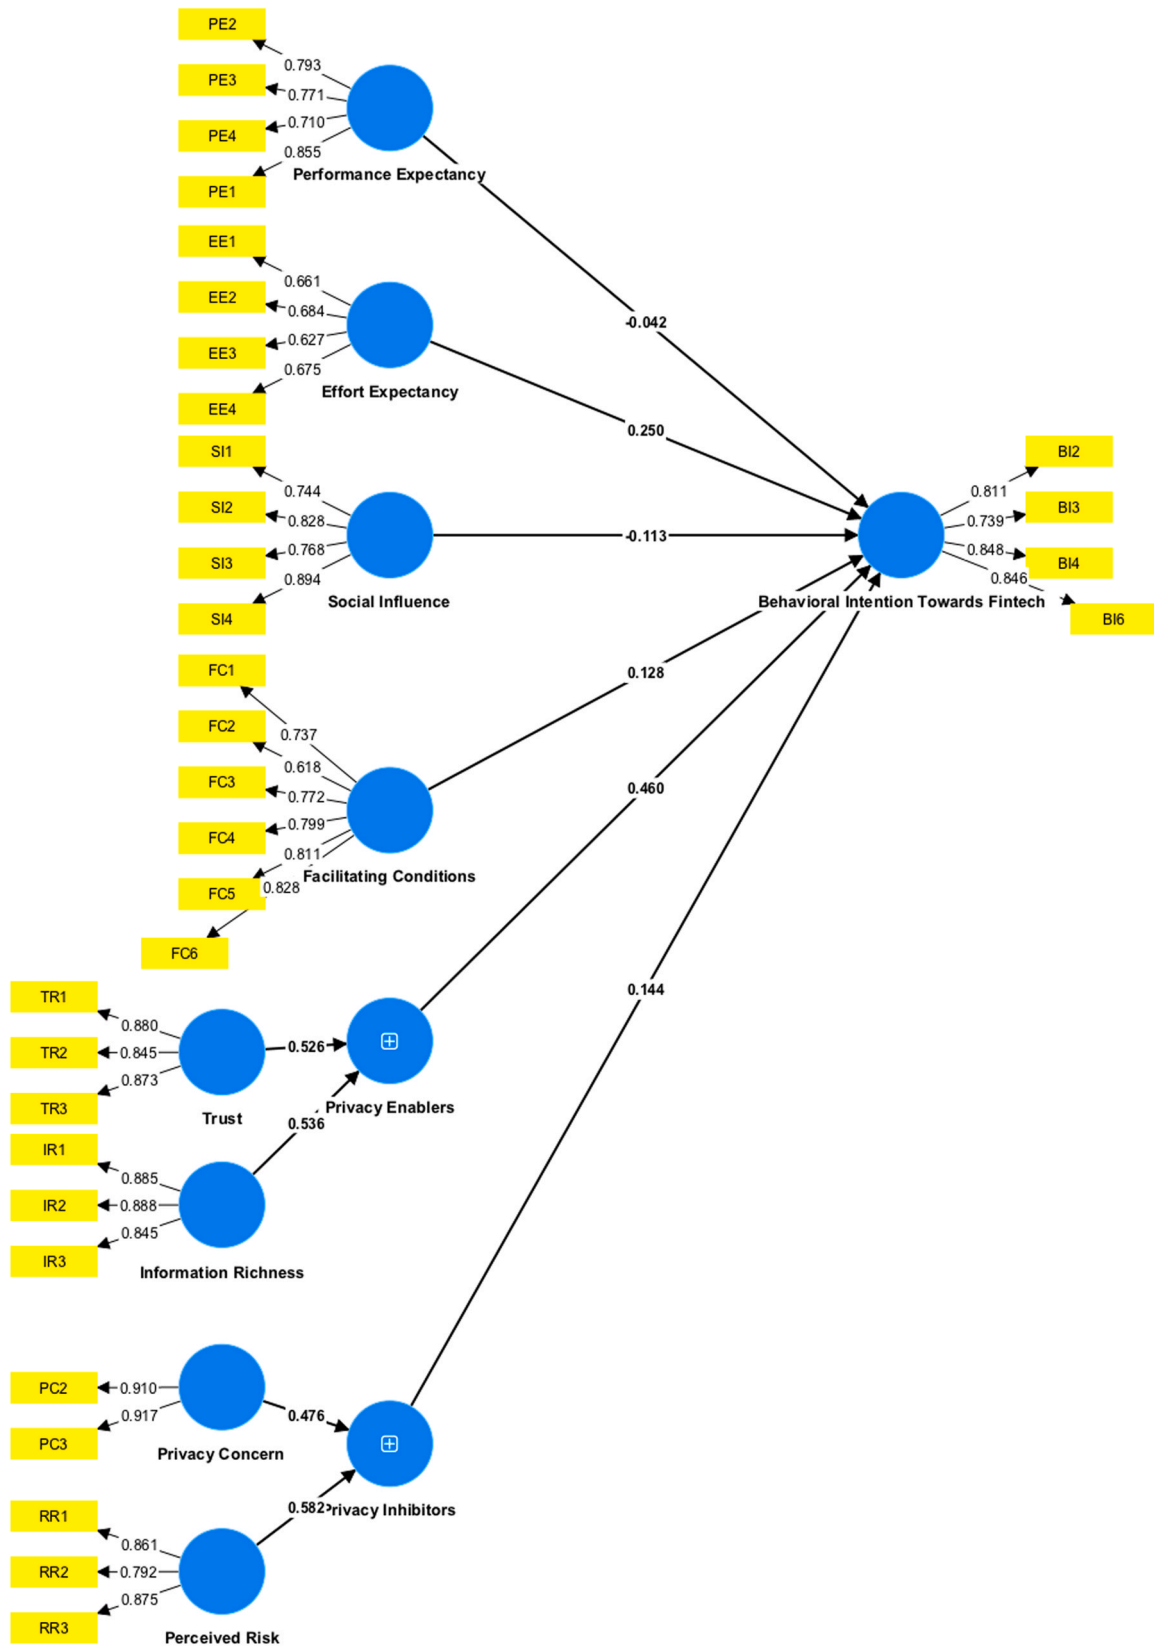 PE2
0.793
PE3
0.771
PE4
0.710
0.855
PE1
Performance Expectancy
EE1
0.661
EE2
0.684
EE3
0.627
0.675
EE4
Effort Expectancy
SI1
0.744
SI2
0.828
SI3
0.768
0.894
SI4
Social Influence
FC1
0.737
FC2
0.618
FC3
0.772
FC4
0.799
0.811
FC5
0.828
FC6
Facilitating Conditions
-0.042
0.250
-0.113
0.128
0.460
0.144
BI2
0.811
BI3
0.739
0.848
BI4
0.846
BI6
Behavioral Intention Towards Fintech
TR1
0.880
TR2
0.845
0.873
TR3
Trust
0.526
Privacy Enablers
0.536
IR1
0.885
IR2
0.888
0.845
IR3
Information Richness
PC2
0.910
0.917
PC3
Privacy Concern
0.476
0.582
Privacy Inhibitors
RR1
0.861
RR2
0.792
0.875
RR3
Perceived Risk